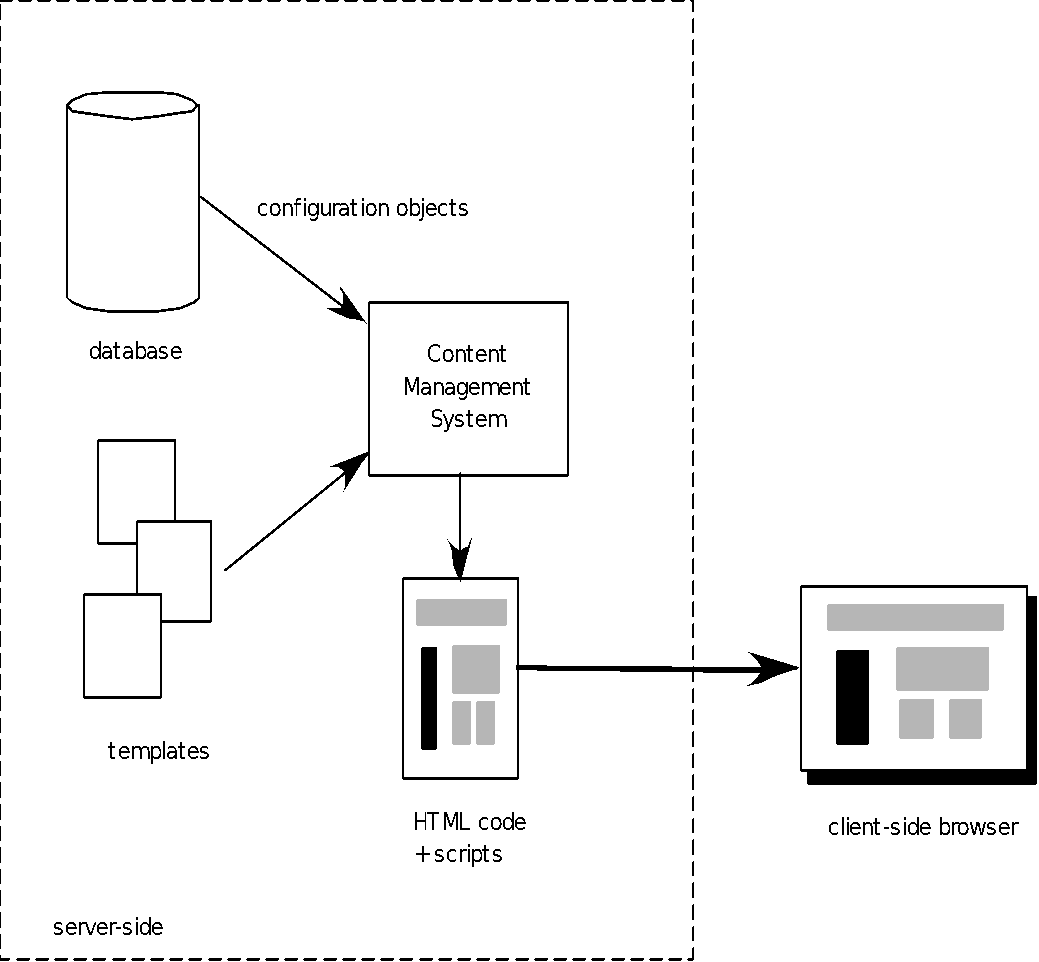 configuration objects
database
Content
Management
System
templates
HTML code
+scripts
client-side browser
server-side